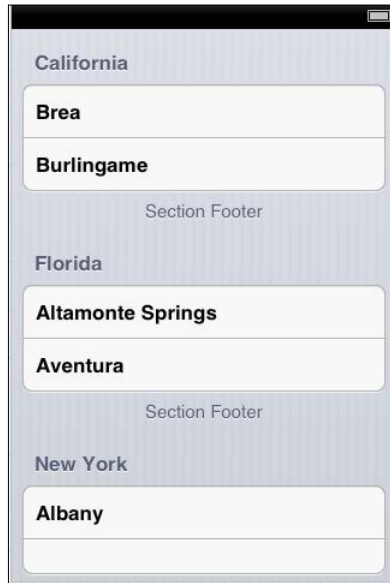 California
Brea
Burlingame
Section Footer
Florida
Altamonte Springs
Aventura
Section Footer
New York
Albany